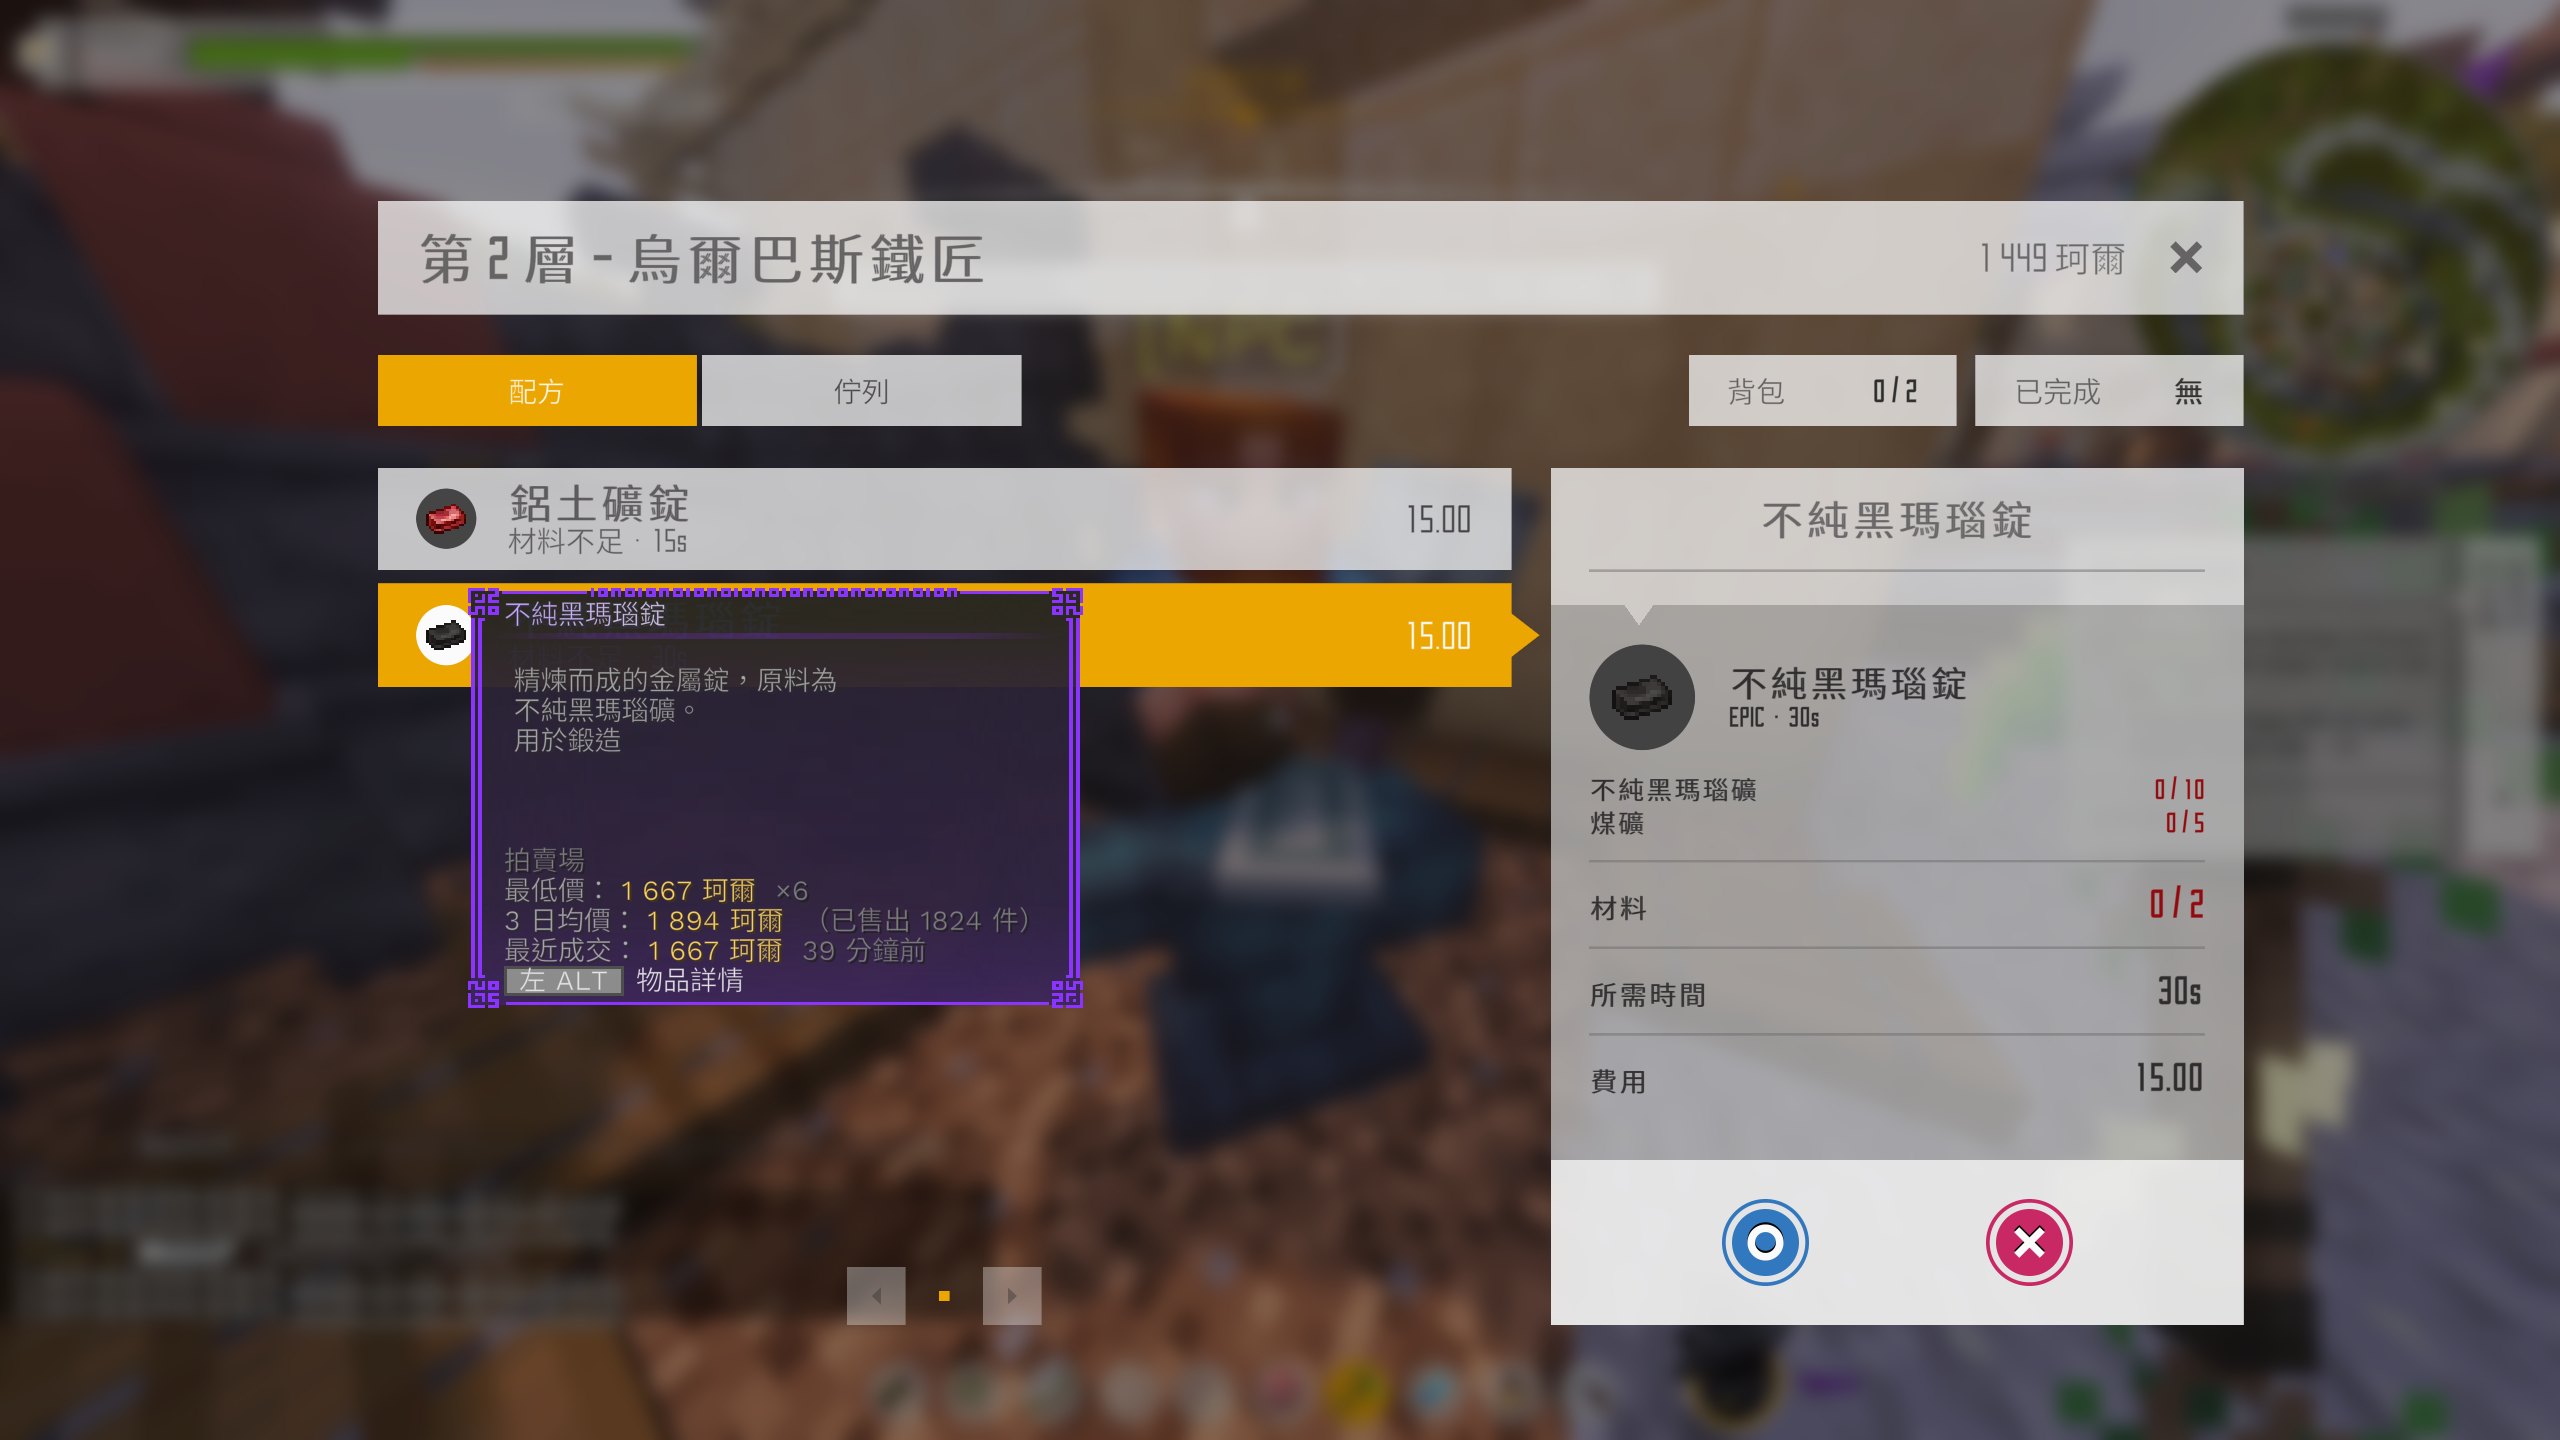 第2層-烏爾巴斯鐵匠
1 449 珂爾
配方
佇列
背包 0/2
已完成 無
鋁土礦錠
材料不足 · 15s
15.00
15.00
不純黑瑪瑙錠
精煉而成的金屬錠，原料為
不純黑瑪瑙礦。
用於鍛造
拍賣場
最低價： 1 667 珂爾 ×6
3 日均價： 1 894 珂爾 （已售出 1824 件）
最近成交： 1 667 珂爾 39 分鐘前
左 ALT 物品詳情
不純黑瑪瑙錠
不純黑瑪瑙錠
EPIC · 30s
不純黑瑪瑙礦 0/10
煤礦 0/5
材料 0/2
所需時間 30s
費用 15.00
NPC